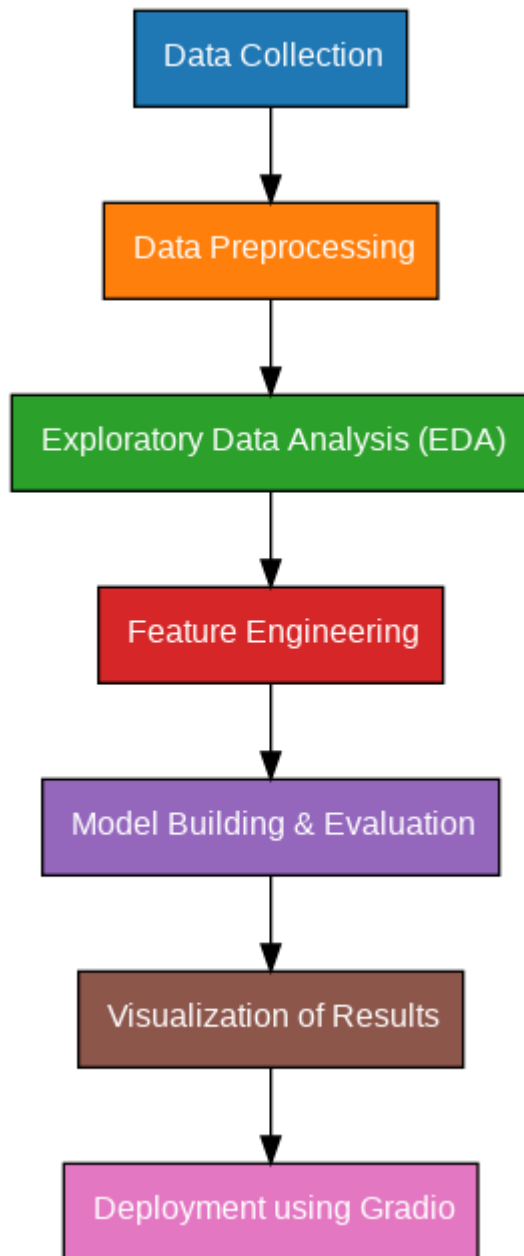 Data Collection
Data Preprocessing
Exploratory Data Analysis (EDA)
Feature Engineering
Model Building & Evaluation
Visualization of Results
Deployment using Gradio